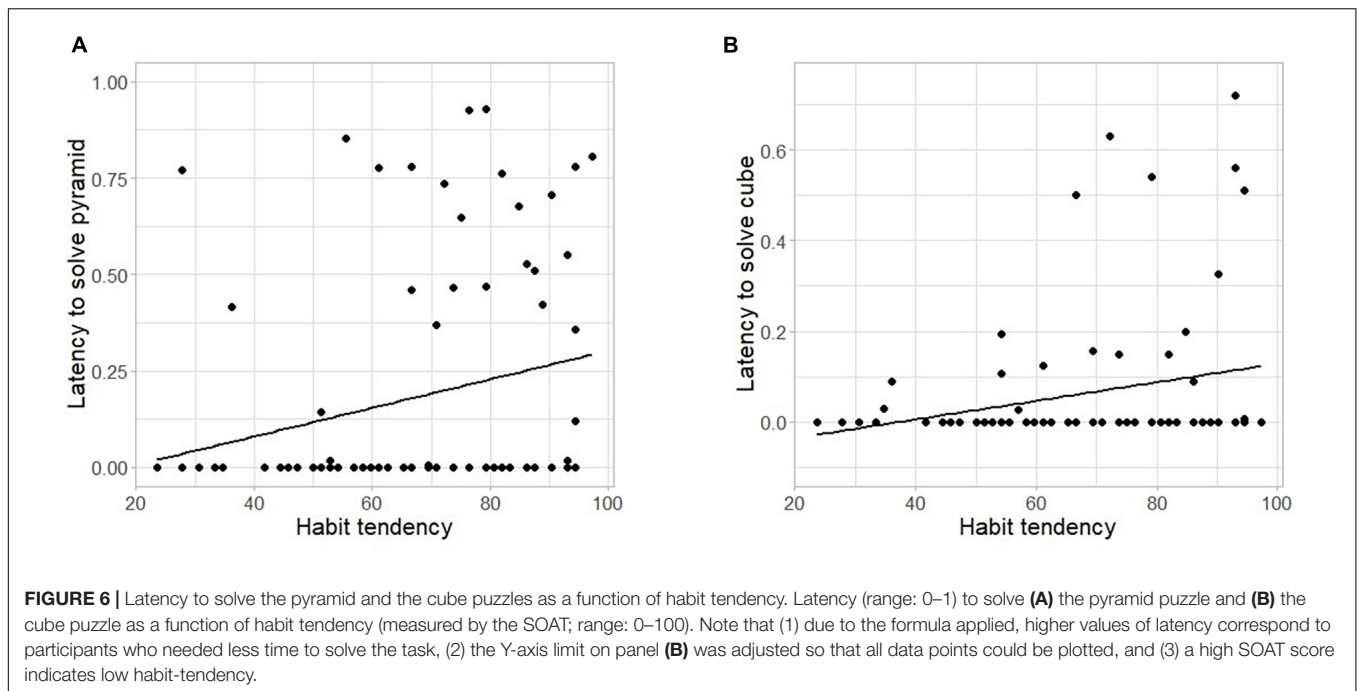 A
B
1.00
0.75
0.50
0.25
0.00
Latency to solve pyramid
20 40 60 80 100
Habit tendency
0.6
0.4
0.2
0.0
Latency to solve cube
20 40 60 80 100
Habit tendency
FIGURE 6 | Latency to solve the pyramid and the cube puzzles as a function of habit tendency. Latency (range: 0–1) to solve (A) the pyramid puzzle and (B) the
cube puzzle as a function of habit tendency (measured by the SOAT; range: 0–100). Note that (1) due to the formula applied, higher values of latency correspond to
participants who needed less time to solve the task, (2) the Y-axis limit on panel (B) was adjusted so that all data points could be plotted, and (3) a high SOAT score
indicates low habit-tendency.